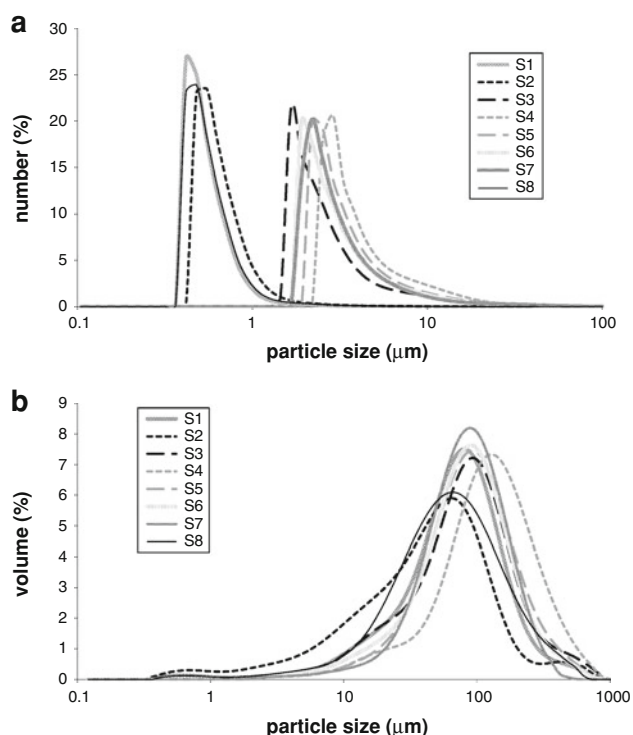 a
30
25
20
15
10
5
0
number (%)
0.1 1 10 100
particle size (μm)
S1
S2
S3
S4
S5
S6
S7
S8
b
9
8
7
6
5
4
3
2
1
0
volume (%)
0.1 1 10 100 1000
particle size (μm)
S1
S2
S3
S4
S5
S6
S7
S8